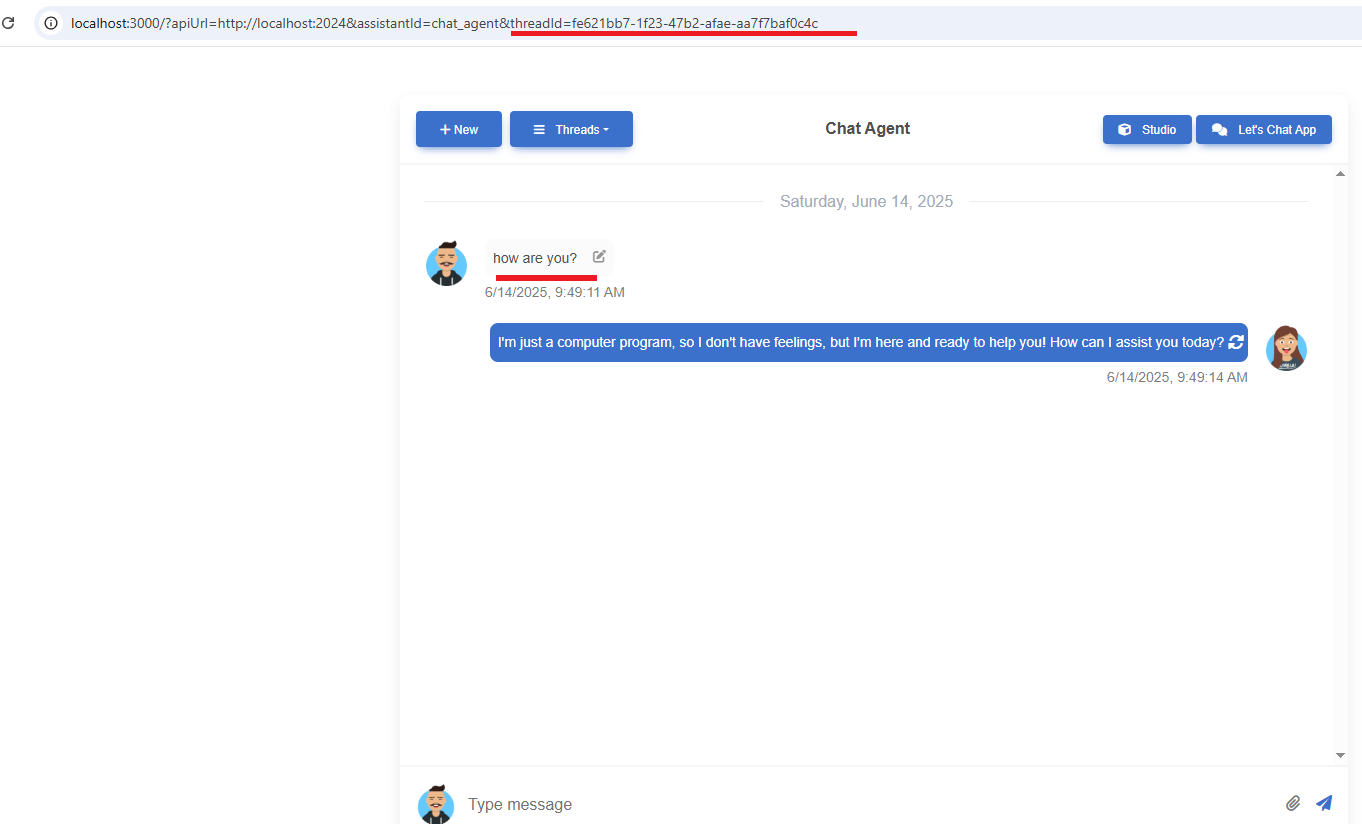 localhost:3000/?apiUrl=http://localhost:2024&assistantId=chat_agent&threadId=fe621bb7-1f23-47b2-afae-aa7f7baf0c4c
New Threads Chat Agent Studio Let's Chat App
Saturday, June 14, 2025
how are you?
6/14/2025, 9:49:11 AM
I'm just a computer program, so I don't have feelings, but I'm here and ready to help you! How can I assist you today?
6/14/2025, 9:49:14 AM
Type message